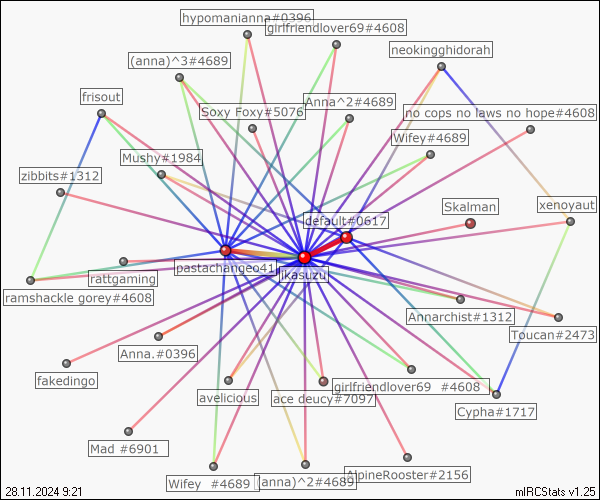 hypomanianna#0396
girlfriendlover69#4608
neokingghidorah
(anna)^3#4689
frisout
Anna^2#4689
Soxy Foxy#5076
no cops no laws no hope#4608
Wifey#4689
Mushy#1984
zibbits#1312
Skalman
xenoyaut
default#0617
pastachangeo41
ikasuzu
rattgaming
ramshackle gorey#4608
Annarchist#1312
Toucan#2473
Anna.#0396
fakedingo
girlfriendlover69 #4608
avelicious
ace deucy#7097
Cypha#1717
Mad #6901
AlpineRooster#2156
Wifey #4689
(anna)^2#4689
28.11.2024 9:21
mIRCStats v1.25